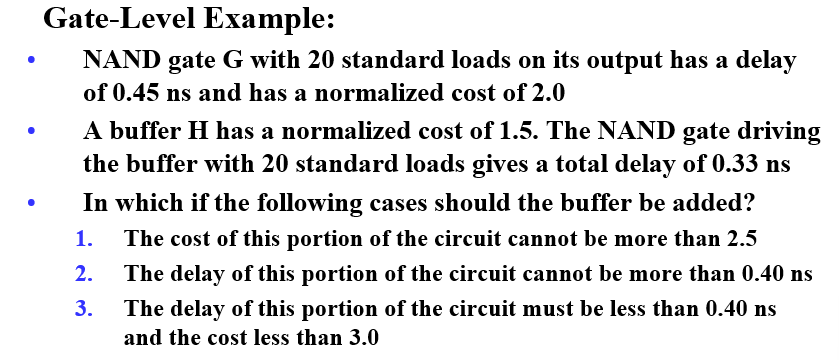 Gate-Level Example:
• NAND gate G with 20 standard loads on its output has a delay
of 0.45 ns and has a normalized cost of 2.0
• A buffer H has a normalized cost of 1.5. The NAND gate driving
the buffer with 20 standard loads gives a total delay of 0.33 ns
• In which if the following cases should the buffer be added?
1. The cost of this portion of the circuit cannot be more than 2.5
2. The delay of this portion of the circuit cannot be more than 0.40 ns
3. The delay of this portion of the circuit must be less than 0.40 ns
and the cost less than 3.0